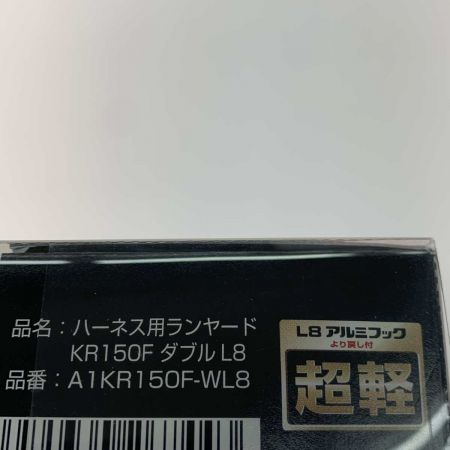 品名：ハーネス用ランヤード
KR150F ダブル L8
品番：A1KR150F-WL8
L8 アルミフック
より戻し付
超軽